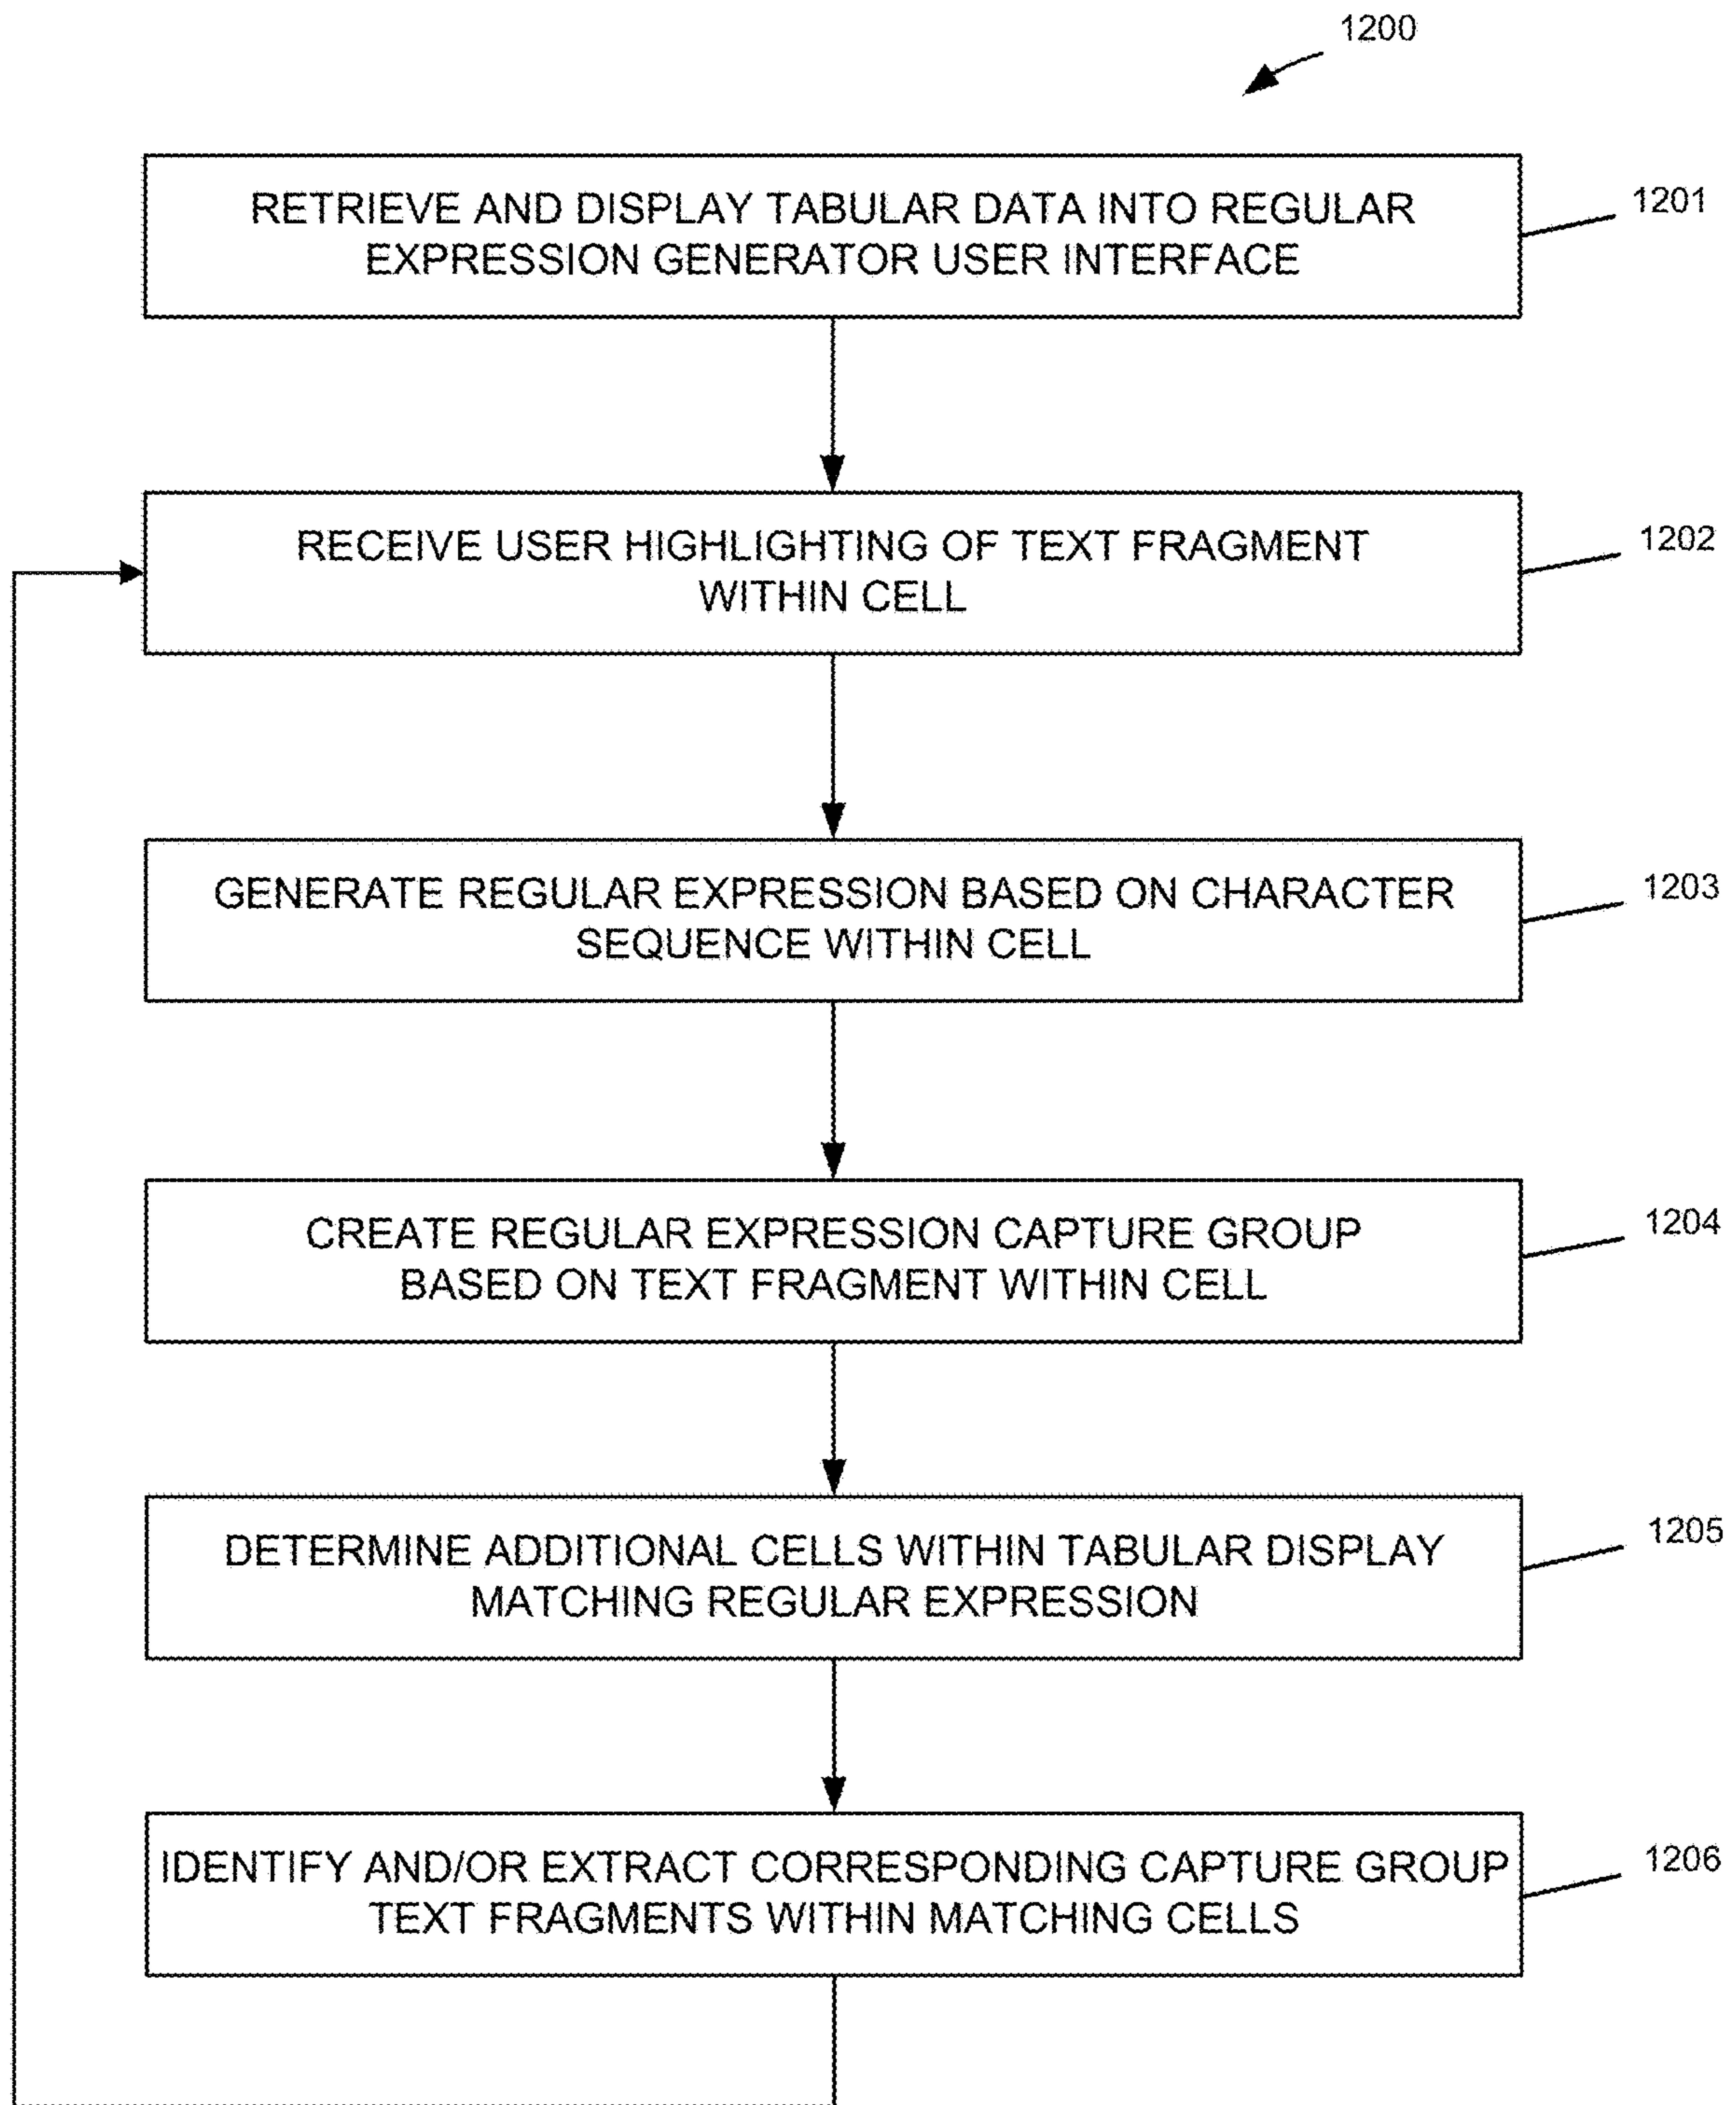 1200
RETRIEVE AND DISPLAY TABULAR DATA INTO REGULAR
EXPRESSION GENERATOR USER INTERFACE
1201
RECEIVE USER HIGHLIGHTING OF TEXT FRAGMENT
WITHIN CELL
1202
GENERATE REGULAR EXPRESSION BASED ON CHARACTER
SEQUENCE WITHIN CELL
1203
CREATE REGULAR EXPRESSION CAPTURE GROUP
BASED ON TEXT FRAGMENT WITHIN CELL
1204
DETERMINE ADDITIONAL CELLS WITHIN TABULAR DISPLAY
MATCHING REGULAR EXPRESSION
1205
IDENTIFY AND/OR EXTRACT CORRESPONDING CAPTURE GROUP
TEXT FRAGMENTS WITHIN MATCHING CELLS
1206